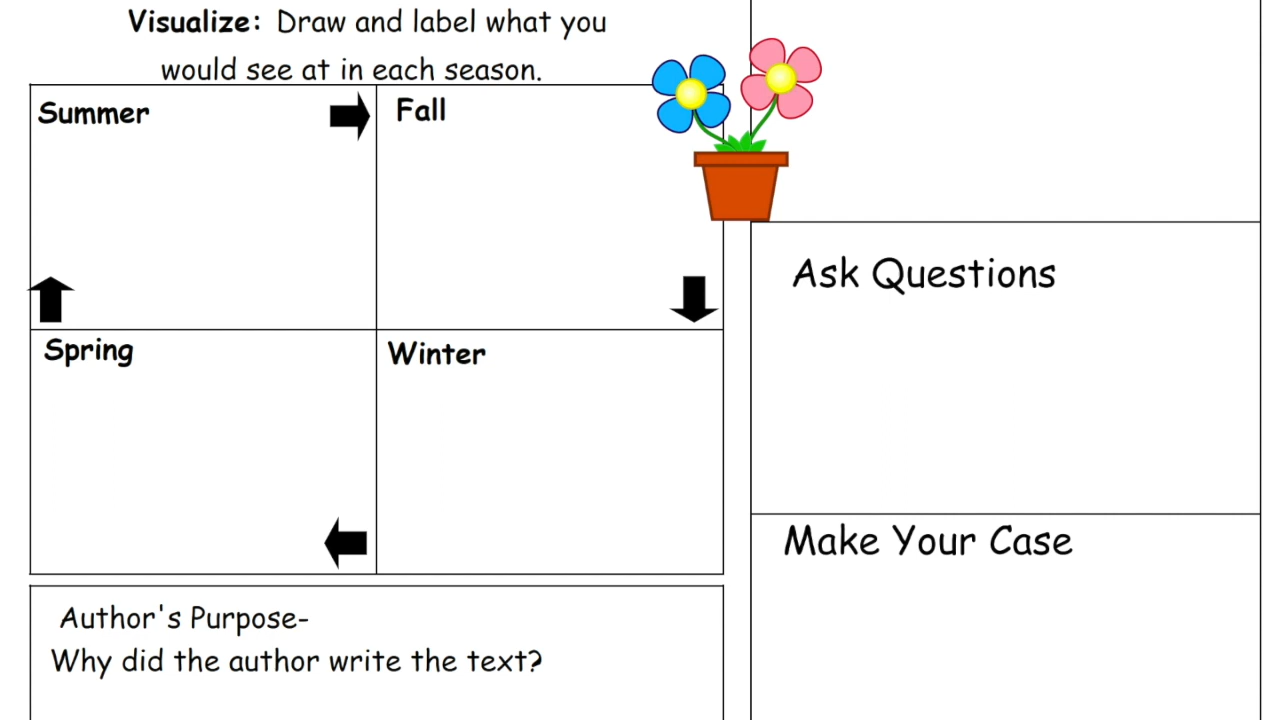 Visualize: Draw and label what you
would see at in each season.
Summer
Fall
Spring
Winter
Author's Purpose-
Why did the author write the text?
Ask Questions
Make Your Case